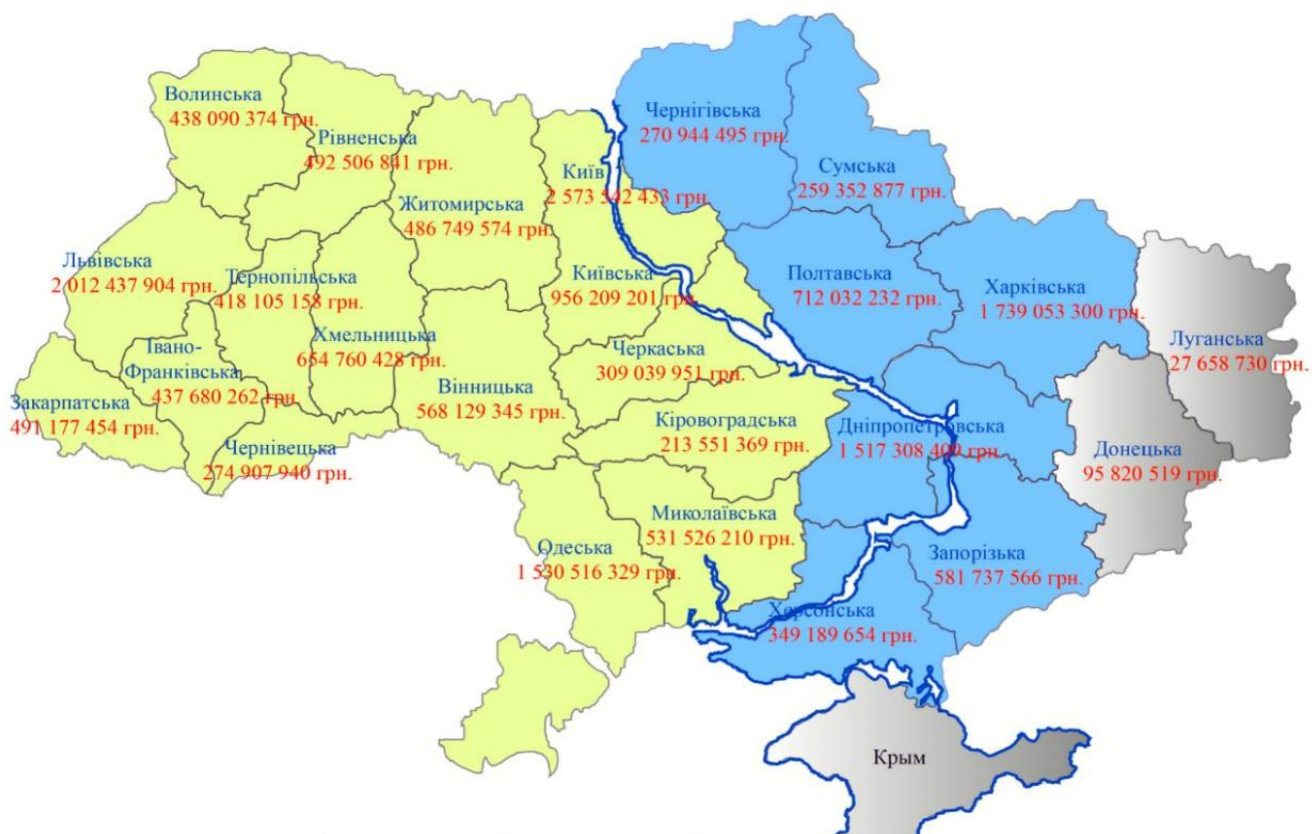 Волинська
438 090 374 грн.
Рівненська
492 506 841 грн.
Житомирська
486 749 574 грн.
Київ
2 573 542 433 грн.
Чернігівська
270 944 495 грн.
Сумська
259 352 877 грн.
Львівська
2 012 437 904 грн.
Тернопільська
418 105 158 грн.
Хмельницька
654 760 428 грн.
Київська
956 209 201 грн.
Полтавська
712 032 232 грн.
Харківська
1 739 053 300 грн.
Луганська
27 658 730 грн.
Івано-
Франківська
437 680 262 грн.
Закарпатська
491 177 454 грн.
Чернівецька
274 907 940 грн.
Вінницька
568 129 345 грн.
Черкаська
309 039 951 грн.
Кіровоградська
213 551 369 грн.
Дніпропетровська
1 517 308 409 грн.
Донецька
95 820 519 грн.
Одеська
1 530 516 329 грн.
Миколаївська
531 526 210 грн.
Запорізька
581 737 566 грн.
Херсонська
349 189 654 грн.
Крым